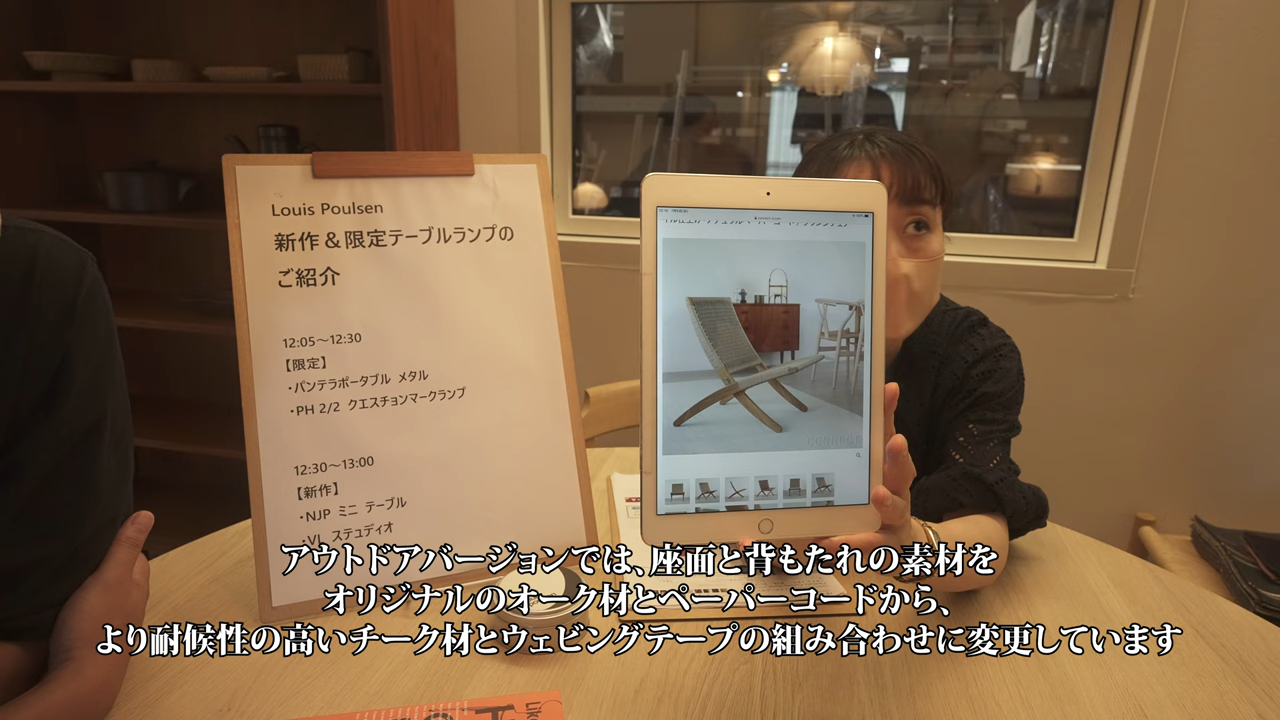 Louis Poulsen
新作＆限定テーブルランプの
ご紹介
12:05～12:30
【限定】
・パンテラポータブル メタル
・PH 2/2 クエスチョンマークランプ
12:30～13:00
【新作】
・NJP ミニ テーブル
・VL ステュディオ
アウトドアバージョンでは、座面と背もたれの素材を
オリジナルのオーク材とペーパーコードから、
より耐候性の高いチーク材とウェビングテープの組み合わせに変更しています